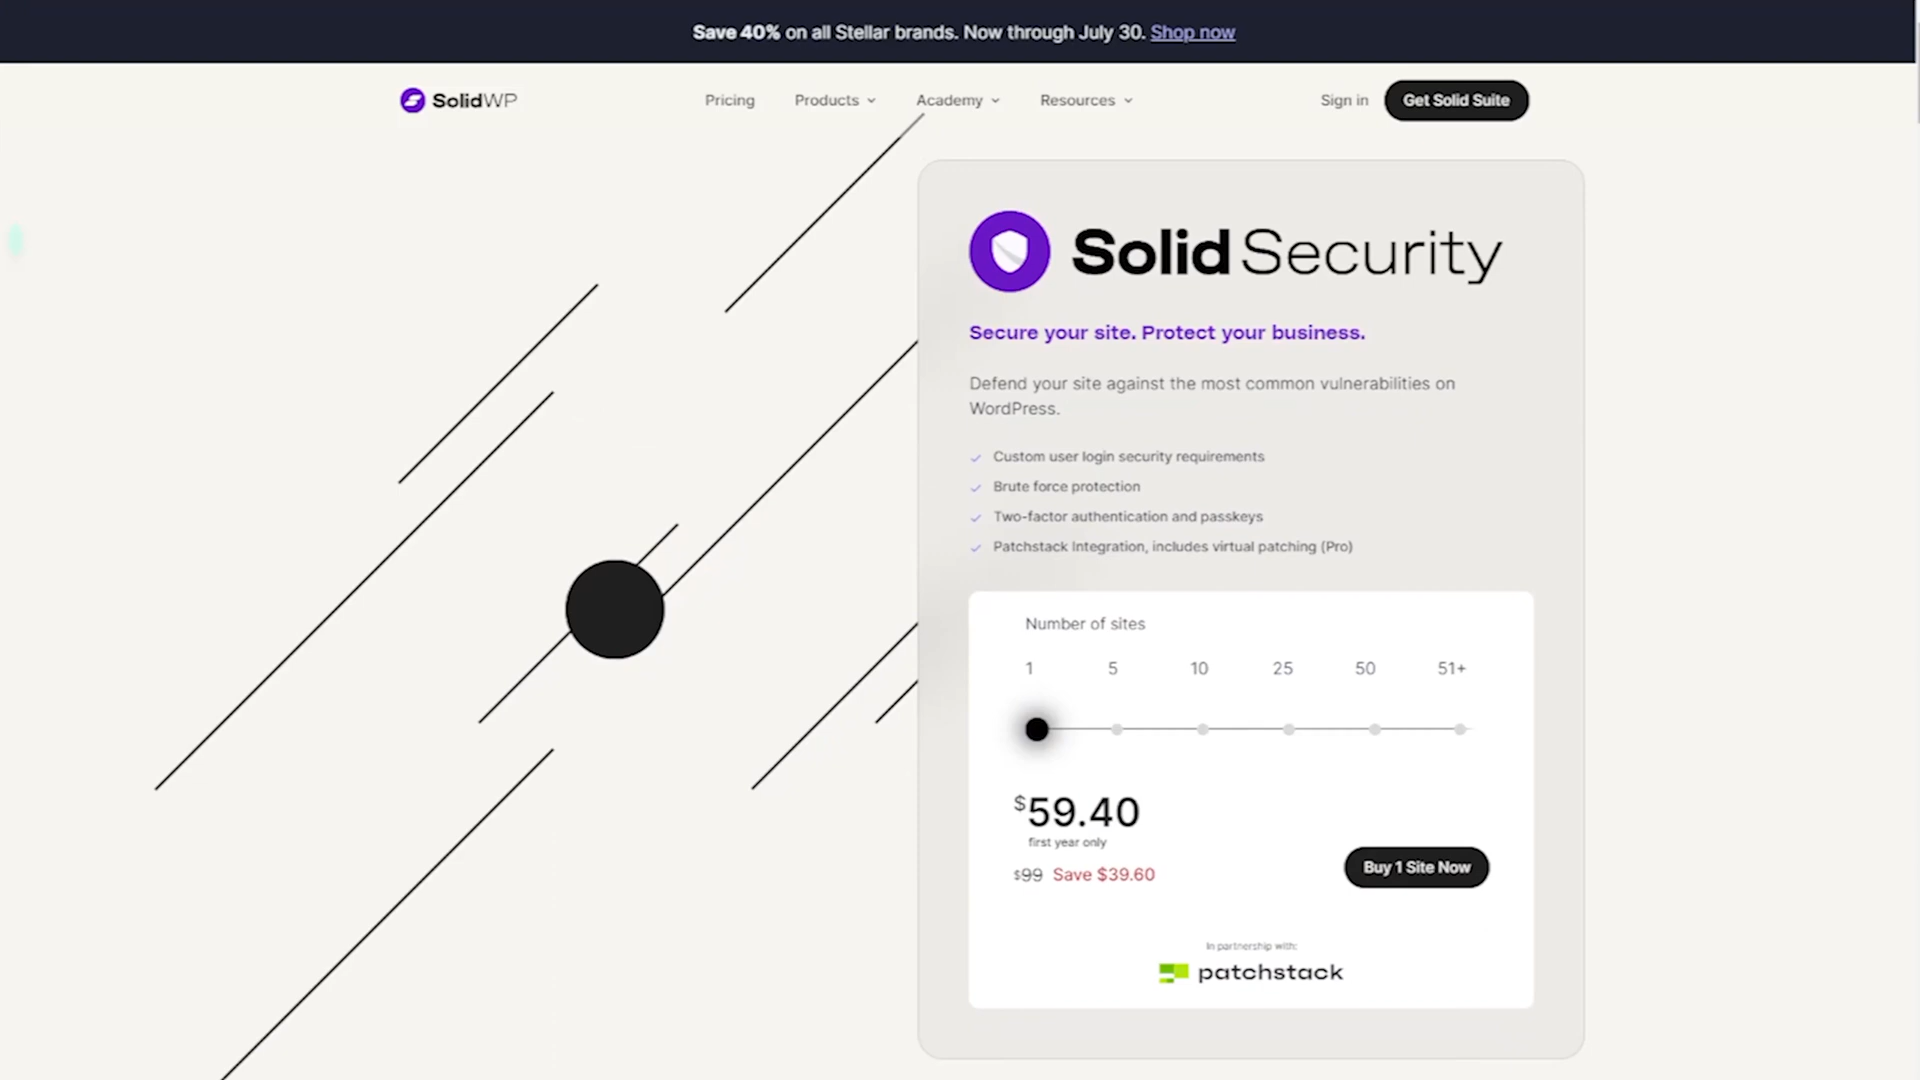 Save 40% on all Stellar brands. Now through July 30. Shop now
SolidWP
Pricing
Products
Academy
Resources
Sign in
Get Solid Suite
Solid Security
Secure your site. Protect your business.
Defend your site against the most common vulnerabilities on
WordPress.
Custom user login security requirements
Brute force protection
Two-factor authentication and passkeys
Patchstack Integration, includes virtual patching (Pro)
Number of sites
1 5 10 25 50 51+
$59.40
first year only
$99 Save $39.60
Buy 1 Site Now
In partnership with:
patchstack